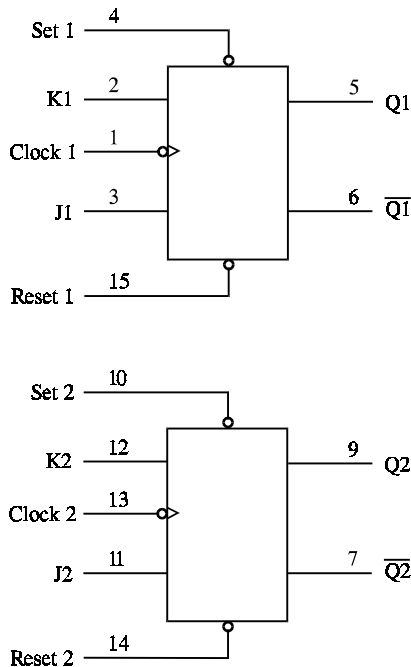 Set 1 4
K1 2 5 Q1
Clock 1 1
J1 3 6 Q1̅
Reset 1 15
Set 2 10
K2 12 9 Q2
Clock 2 13
J2 11 7 Q2̅
Reset 2 14